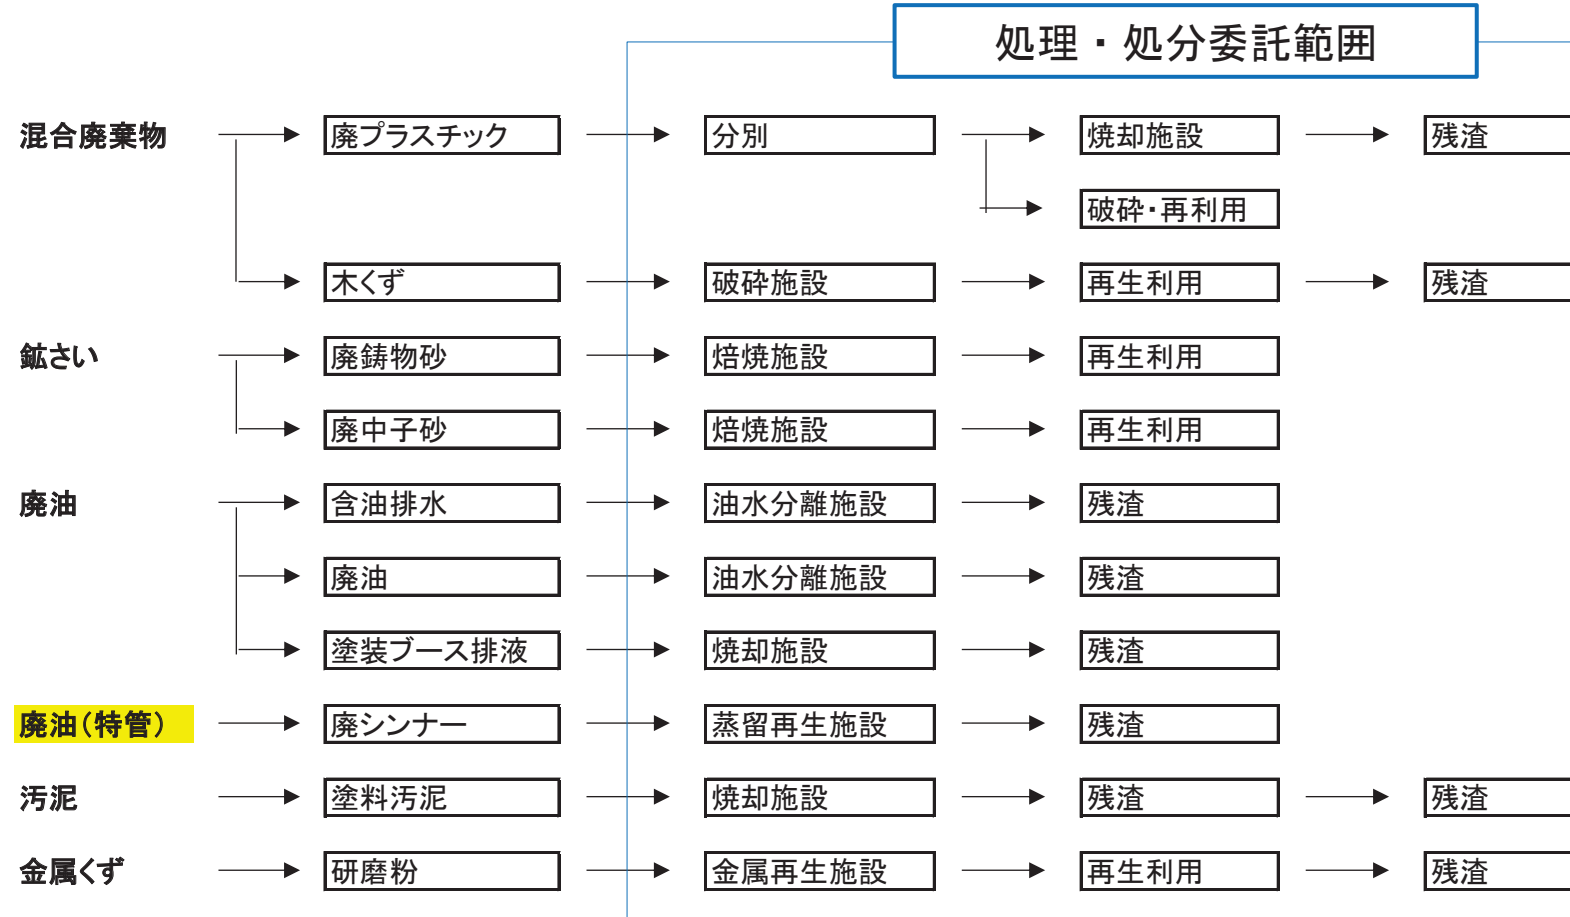 処理・処分委託範囲
混合廃棄物 廃プラスチック 分別 焼却施設 残渣
破砕・再利用
木くず 破砕施設 再生利用 残渣
鉱さい 廃鋳物砂 焙焼施設 再生利用
廃中子砂 焙焼施設 再生利用
廃油 含油排水 油水分離施設 残渣
廃油 油水分離施設 残渣
塗装ブース排液 焼却施設 残渣
廃油(特管) 廃シンナー 蒸留再生施設 残渣
汚泥 塗料汚泥 焼却施設 残渣 残渣
金属くず 研磨粉 金属再生施設 再生利用 残渣